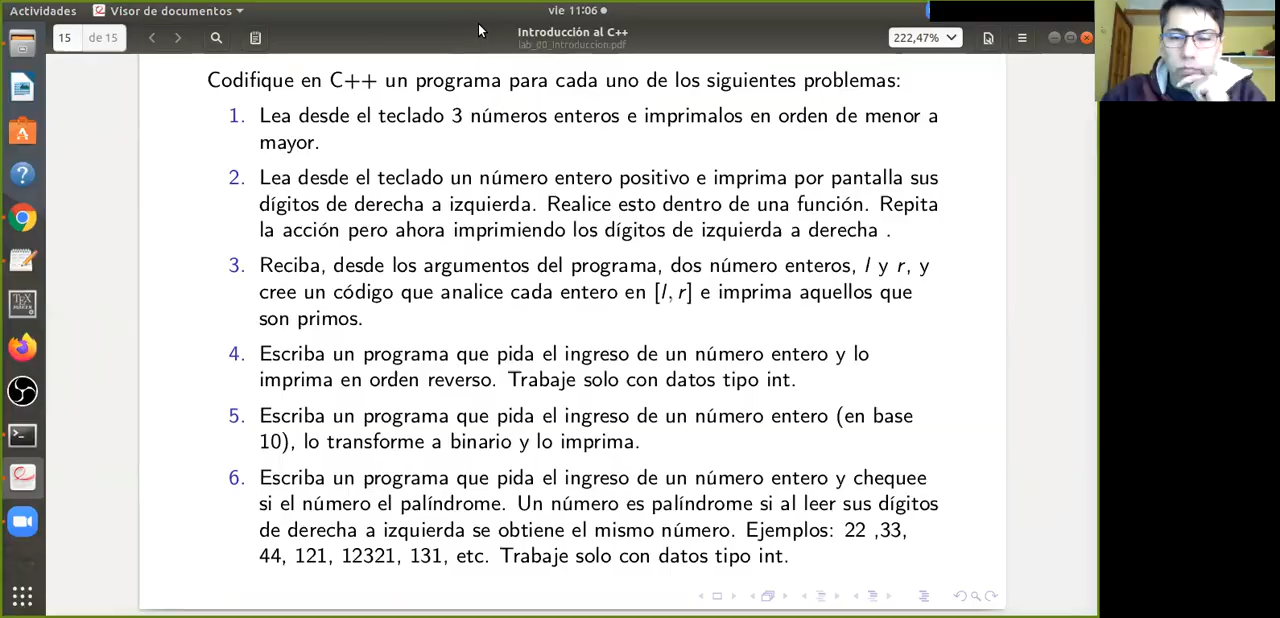 Actividades
Visor de documentos
vie 11:06
15
de 15
Introducción al C++
lab_00_Introduccion.pdf
222,47%
Codifique en C++ un programa para cada uno de los siguientes problemas:
1. Lea desde el teclado 3 números enteros e imprimalos en orden de menor a
mayor.
2. Lea desde el teclado un número entero positivo e imprima por pantalla sus
dígitos de derecha a izquierda. Realice esto dentro de una función. Repita
la acción pero ahora imprimiendo los dígitos de izquierda a derecha .
3. Reciba, desde los argumentos del programa, dos número enteros, l y r, y
cree un código que analice cada entero en [l, r] e imprima aquellos que
son primos.
4. Escriba un programa que pida el ingreso de un número entero y lo
imprima en orden reverso. Trabaje solo con datos tipo int.
5. Escriba un programa que pida el ingreso de un número entero (en base
10), lo transforme a binario y lo imprima.
6. Escriba un programa que pida el ingreso de un número entero y chequee
si el número el palíndrome. Un número es palíndrome si al leer sus dígitos
de derecha a izquierda se obtiene el mismo número. Ejemplos: 22 ,33,
44, 121, 12321, 131, etc. Trabaje solo con datos tipo int.